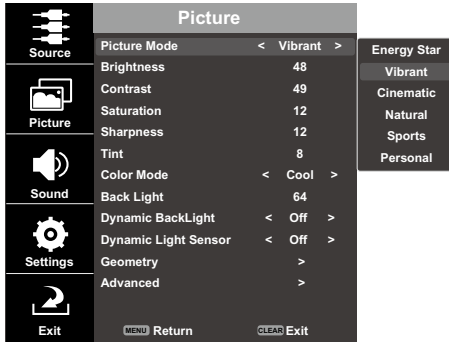 Picture
Source
Picture
Sound
Settings
Exit
Picture Mode < Vibrant >
Brightness 48
Contrast 49
Saturation 12
Sharpness 12
Tint 8
Color Mode < Cool >
Back Light 64
Dynamic BackLight < Off >
Dynamic Light Sensor < Off >
Geometry >
Advanced >
MENU Return CLEAR Exit
Energy Star
Vibrant
Cinematic
Natural
Sports
Personal